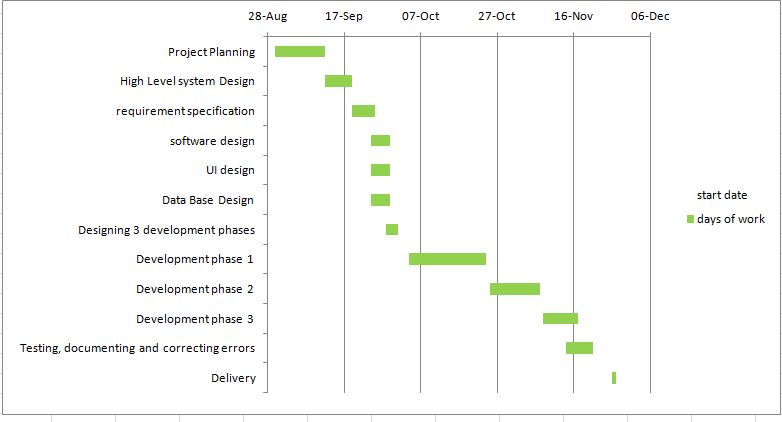 28-Aug 17-Sep 07-Oct 27-Oct 16-Nov 06-Dec
Project Planning
High Level system Design
requirement specification
software design
UI design
Data Base Design
Designing 3 development phases
Development phase 1
Development phase 2
Development phase 3
Testing, documenting and correcting errors
Delivery
start date
days of work